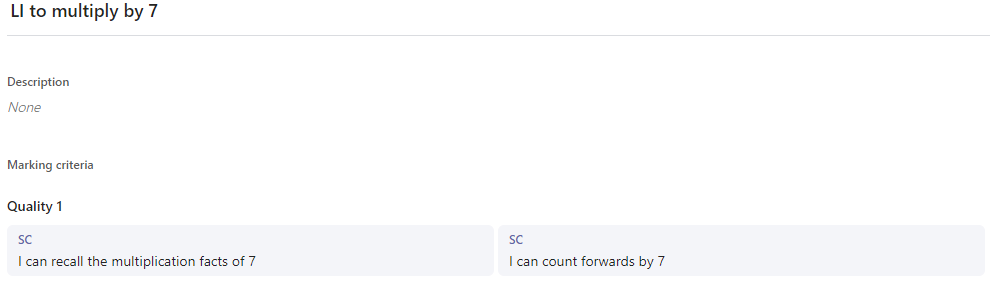 LI to multiply by 7
Description
None
Marking criteria
Quality 1
SC
I can recall the multiplication facts of 7
SC
I can count forwards by 7